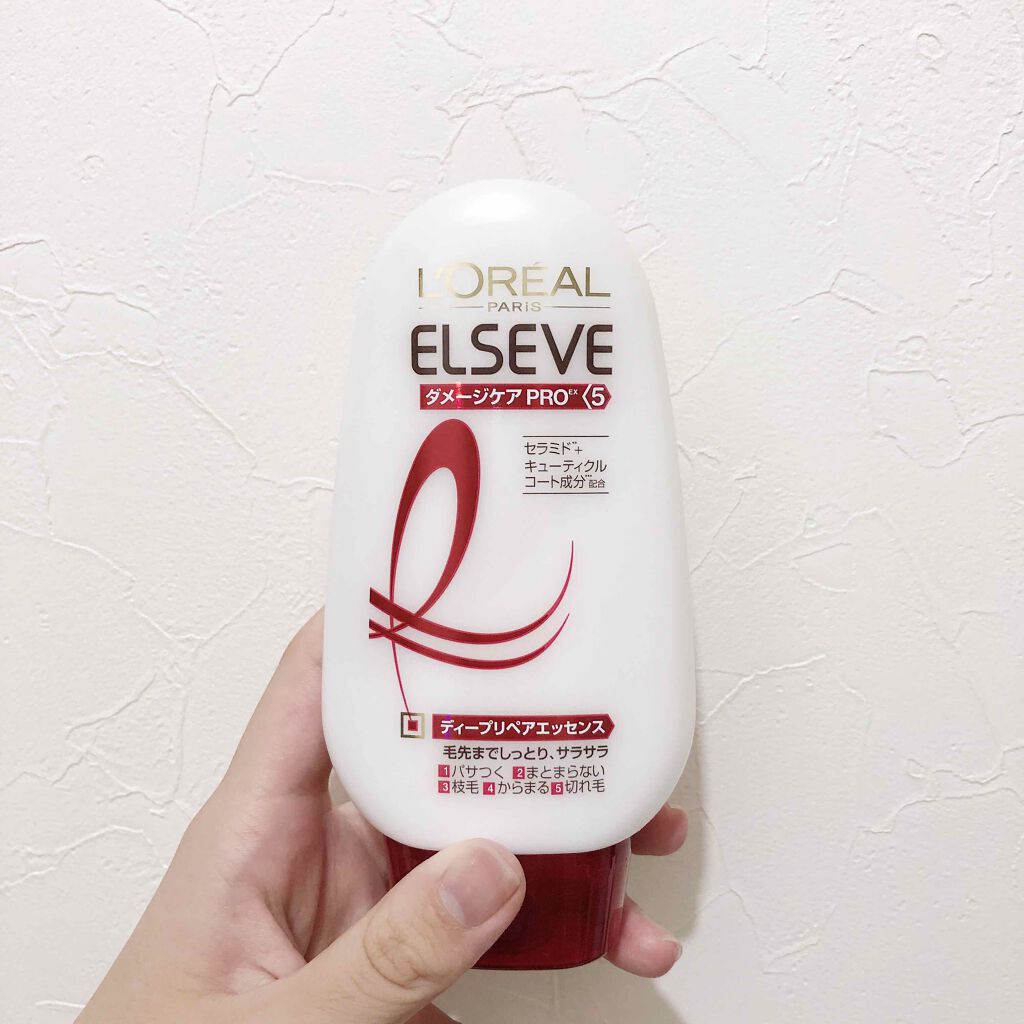 L'ORÉAL
PARiS
ELSEVE
ダメージケア PRO EX 5
セラミド**+
キューティクル
コート成分***配合
ディープリペアエッセンス
毛先までしっとり、サラサラ
1 パサつく 2 まとまらない
3 枝毛 4 からまる 5 切れ毛